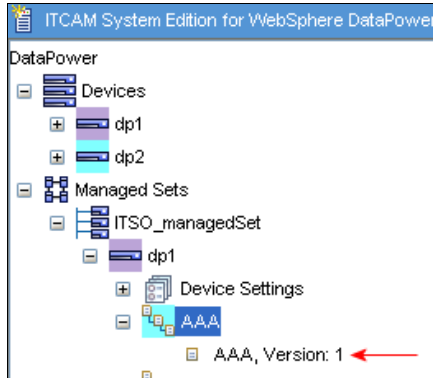 ITCAM System Edition for WebSphere DataPower
DataPower
Devices
dp1
dp2
Managed Sets
ITSO_managedSet
dp1
Device Settings
AAA
AAA, Version: 1